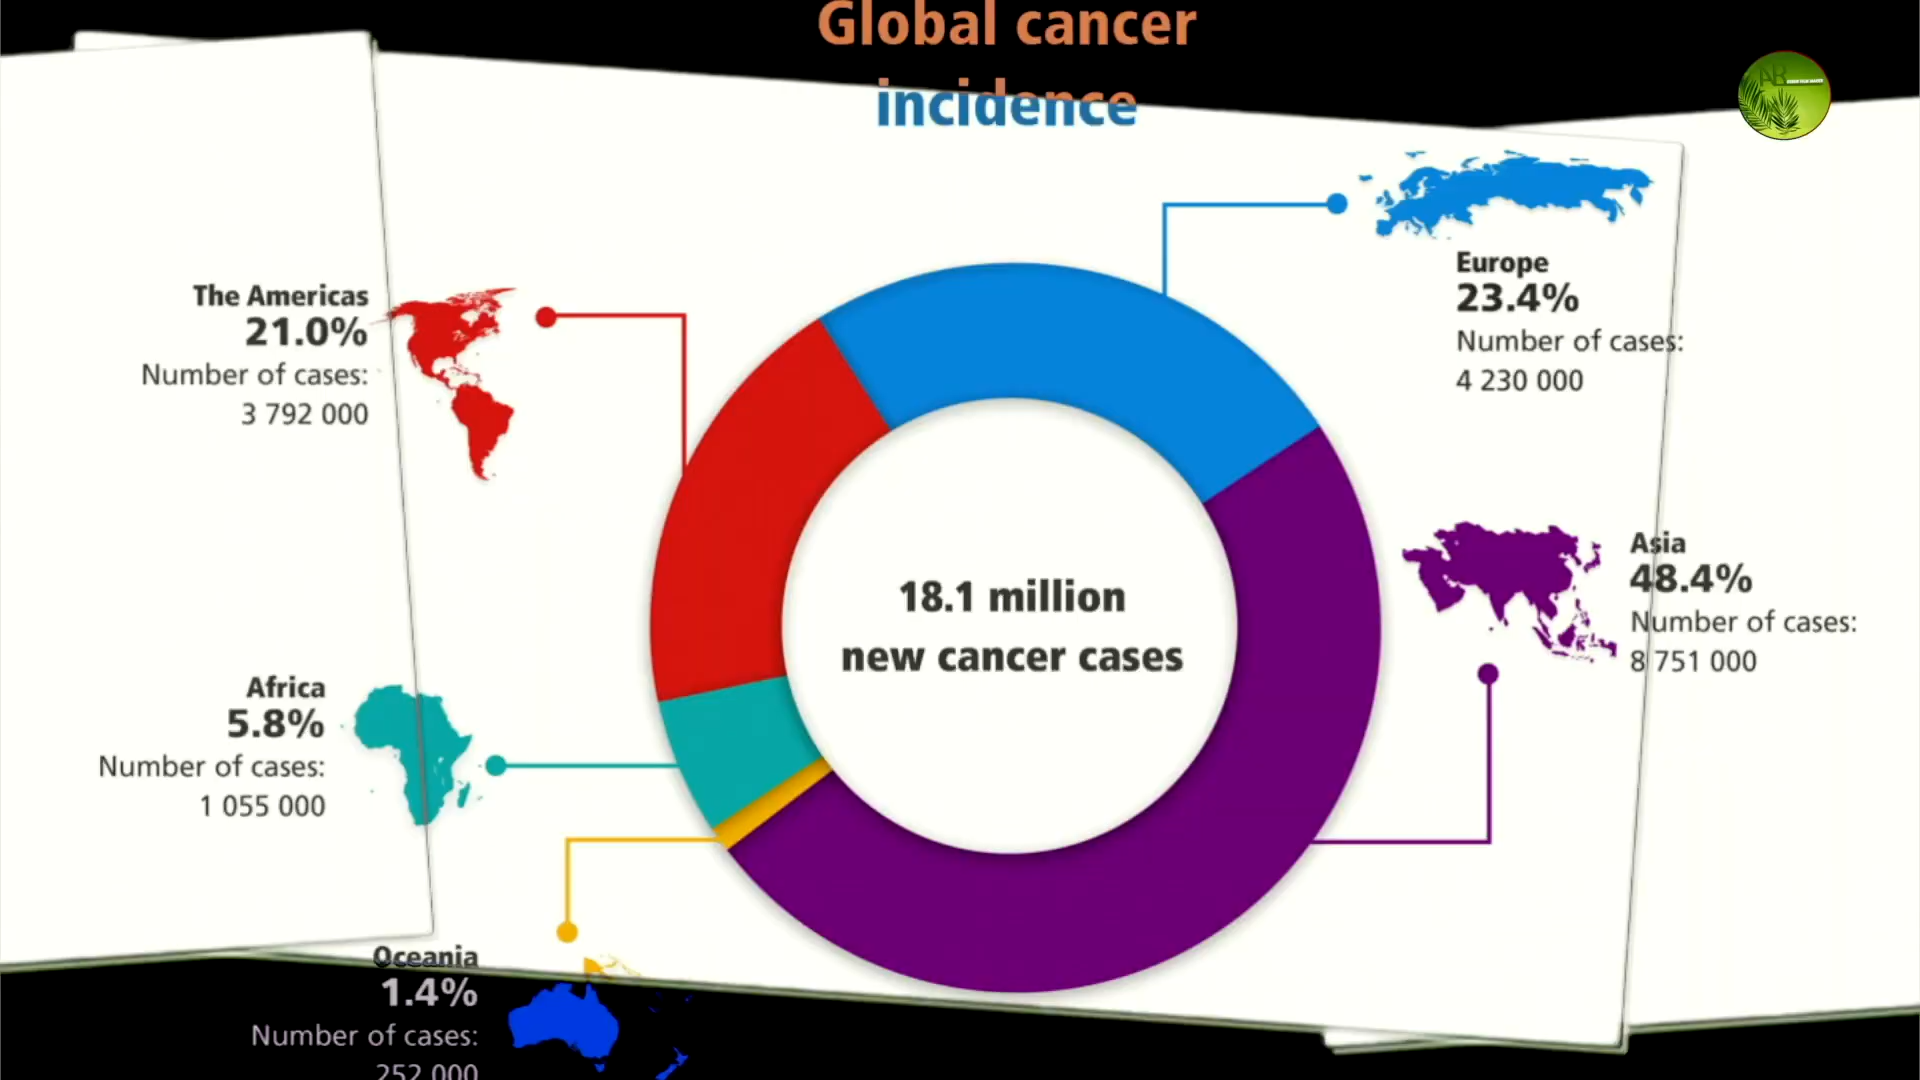 Global cancer
incidence
The Americas
21.0%
Number of cases:
3 792 000
Europe
23.4%
Number of cases:
4 230 000
18.1 million
new cancer cases
Asia
48.4%
Number of cases:
8 751 000
Africa
5.8%
Number of cases:
1 055 000
Oceania
1.4%
Number of cases:
252 000